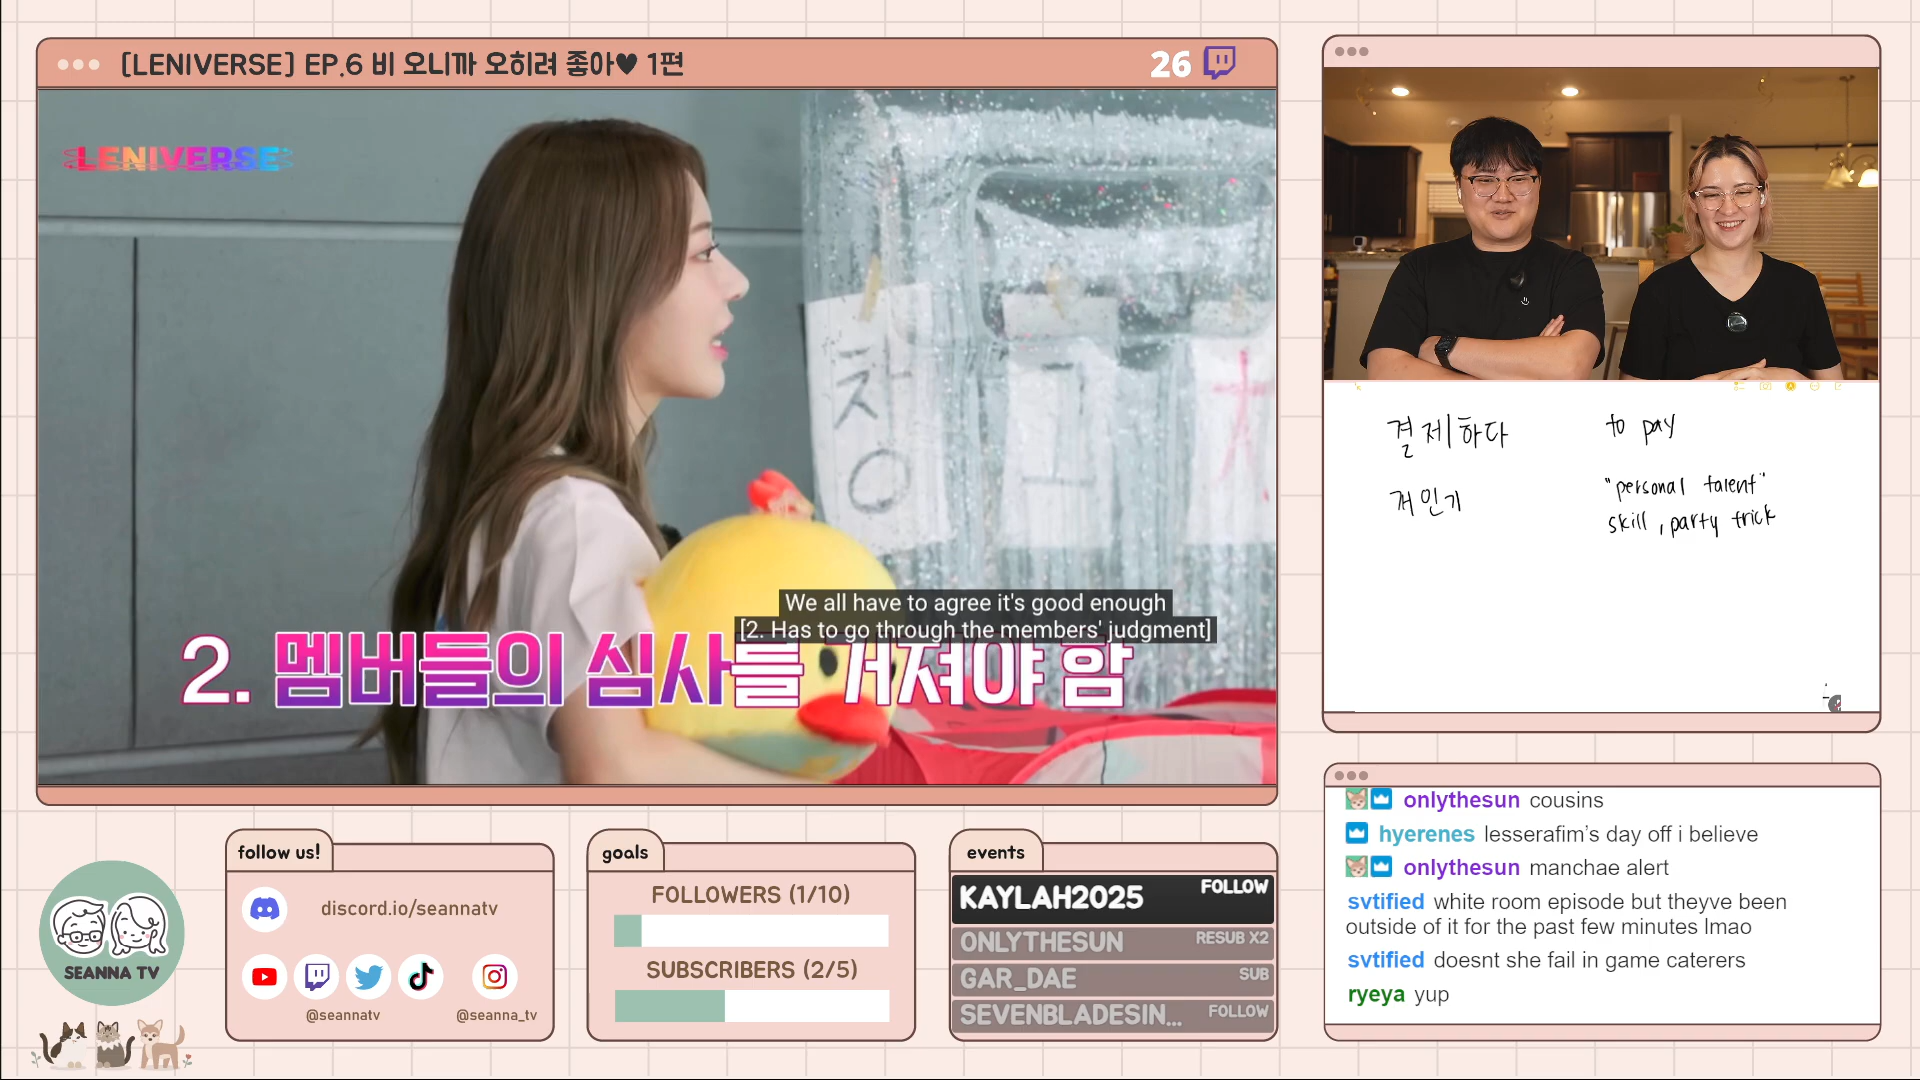 [LENIVERSE] EP.6 비 오니까 오히려 좋아♥ 1편
26
LENIVERSE
We all have to agree it's good enough
[2. Has to go through the members' judgment]
2. 멤버들의 심사를 거져야 함
결제하다 to pay
개인기 "personal talent"
skill, party trick
onlythesun cousins
hyerenes lesserafim's day off i believe
onlythesun manchae alert
svtified white room episode but theyve been
outside of it for the past few minutes lmao
svtified doesnt she fail in game caterers
ryeya yup
SEANNA TV
follow us!
discord.io/seannatv
@seannatv
@seanna_tv
goals
FOLLOWERS (1/10)
SUBSCRIBERS (2/5)
events
KAYLAH2025 FOLLOW
ONLYTHESUN RESUB X2
GAR_DAE SUB
SEVENBLADESIN... FOLLOW